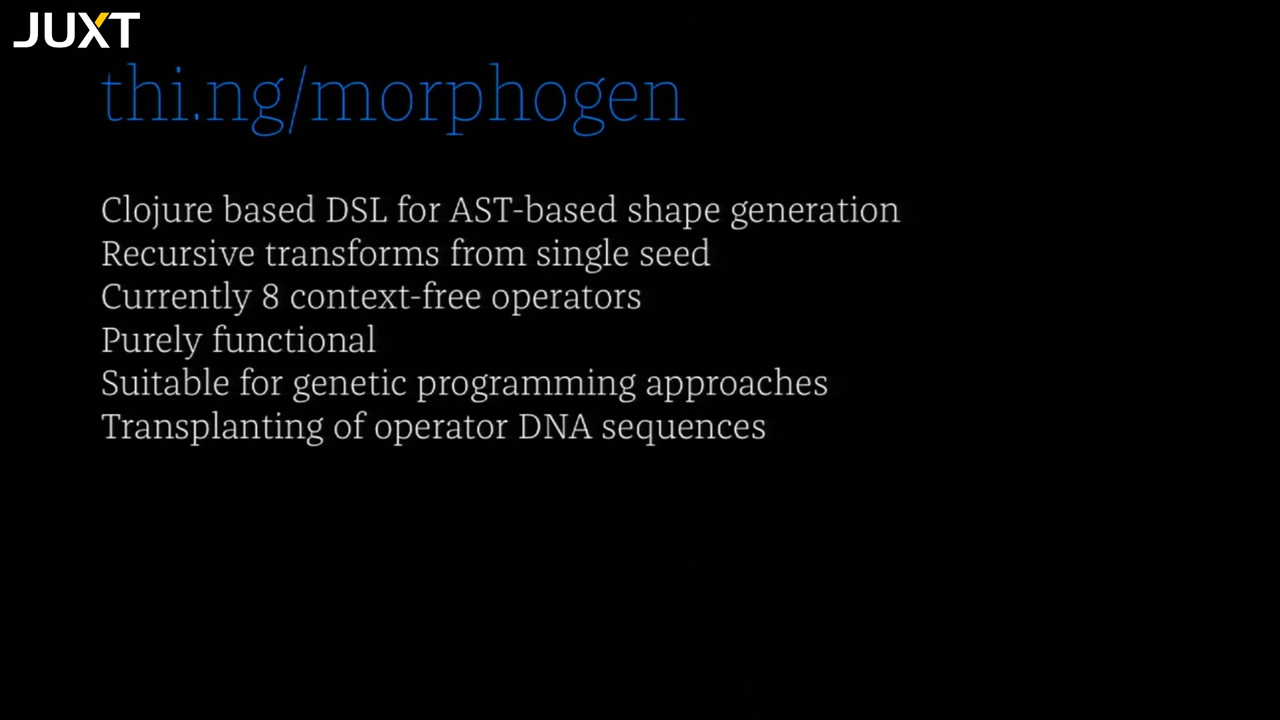 JUXT
thi.ng/morphogen
Clojure based DSL for AST-based shape generation
Recursive transforms from single seed
Currently 8 context-free operators
Purely functional
Suitable for genetic programming approaches
Transplanting of operator DNA sequences